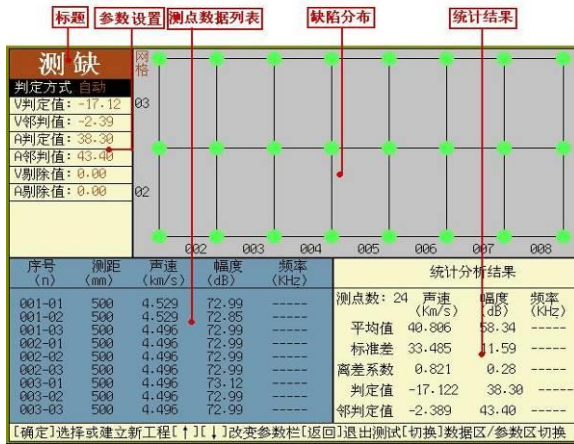 标题 参数设置 测点数据列表 缺陷分布 统计结果
测缺
网格
判定方式 自动
V判定值: -17.12
03
V邻判值: -2.39
A判定值: 38.30
A邻判值: 43.40
V剔除值: 0.00
A剔除值: 0.00
02
002 003 004 005 006 007 008
序号 测距 声速 幅度 频率
(n) (mm) (km/s) (dB) (KHz)
001-01 500 4.529 72.99 -----
001-02 500 4.529 72.85 -----
001-03 500 4.496 72.99 -----
002-01 500 4.496 72.99 -----
002-02 500 4.496 72.99 -----
002-03 500 4.496 72.99 -----
003-01 500 4.496 73.12 -----
003-02 500 4.496 72.99 -----
003-03 500 4.496 72.99 -----
统计分析结果
测点数: 24 声速 幅度 频率
(Km/s) (dB) (KHz)
平均值 40.806 58.34 -----
标准差 33.485 11.59 -----
离差系数 0.821 0.28 -----
判定值 -17.122 38.30 -----
邻判定值 -2.389 43.40 -----
[确定]选择或建立新工程[↑][↓]改变参数栏[返回]退出测试[切换]数据区/参数区切换